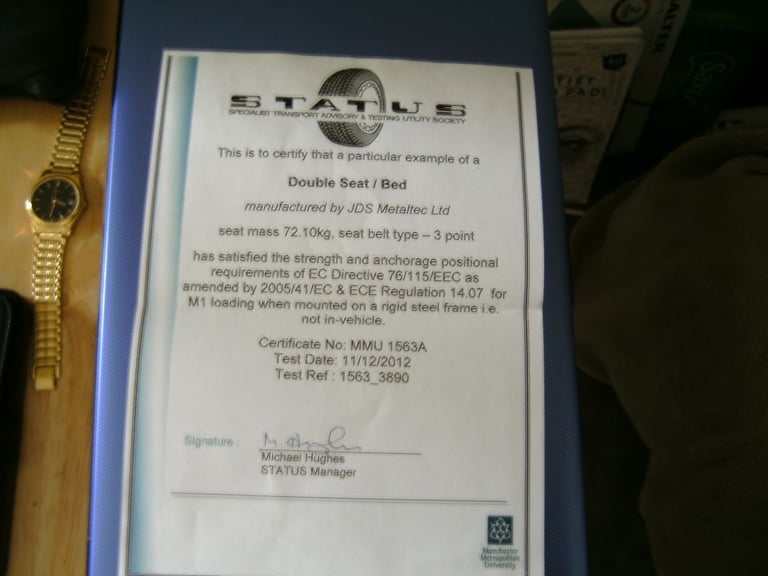 STATUS
SPECIALIST TRANSPORT ADVISORY & TESTING UTILITY SOCIETY
This is to certify that a particular example of a
Double Seat / Bed
manufactured by JDS Metaltec Ltd
seat mass 72.10kg, seat belt type – 3 point
has satisfied the strength and anchorage positional
requirements of EC Directive 76/115/EEC as
amended by 2005/41/EC & ECE Regulation 14.07 for
M1 loading when mounted on a rigid steel frame i.e.
not in-vehicle.
Certificate No: MMU 1563A
Test Date: 11/12/2012
Test Ref : 1563_3890
Signature :
Michael Hughes
STATUS Manager
Manchester
Metropolitan
University
PAD!